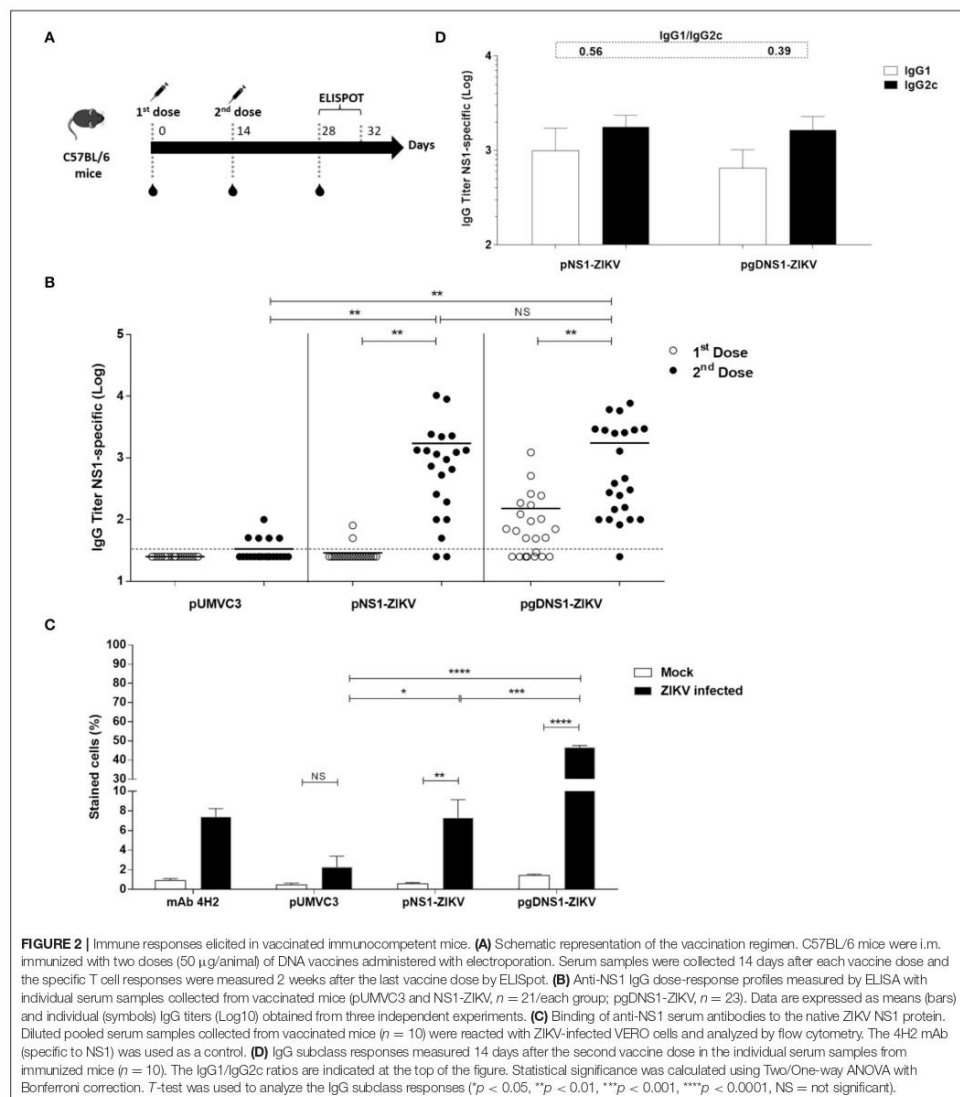 A
1st dose
2nd dose
ELISPOT
0
14
28
32
Days
C57BL/6
mice
D
IgG1/IgG2c
0.56
0.39
IgG Titer NS1-specific (Log)
4
3
2
IgG1
IgG2c
pNS1-ZIKV
pgDNS1-ZIKV
B
**
** NS
** **
IgG Titer NS1-specific (Log)
5
4
3
2
1
1st Dose
2nd Dose
pUMVC3
pNS1-ZIKV
pgDNS1-ZIKV
C
Stained cells (%)
100
90
80
70
60
50
40
30
10
8
6
4
2
0
****
* ***
NS ** ****
Mock
ZIKV infected
mAb 4H2
pUMVC3
pNS1-ZIKV
pgDNS1-ZIKV
FIGURE 2 | Immune responses elicited in vaccinated immunocompetent mice. (A) Schematic representation of the vaccination regimen. C57BL/6 mice were i.m.
immunized with two doses (50 μg/animal) of DNA vaccines administered with electroporation. Serum samples were collected 14 days after each vaccine dose and
the specific T cell responses were measured 2 weeks after the last vaccine dose by ELISpot. (B) Anti-NS1 IgG dose-response profiles measured by ELISA with
individual serum samples collected from vaccinated mice (pUMVC3 and NS1-ZIKV, n = 21/each group; pgDNS1-ZIKV, n = 23). Data are expressed as means (bars)
and individual (symbols) IgG titers (Log10) obtained from three independent experiments. (C) Binding of anti-NS1 serum antibodies to the native ZIKV NS1 protein.
Diluted pooled serum samples collected from vaccinated mice (n = 10) were reacted with ZIKV-infected VERO cells and analyzed by flow cytometry. The 4H2 mAb
(specific to NS1) was used as a control. (D) IgG subclass responses measured 14 days after the second vaccine dose in the individual serum samples from
immunized mice (n = 10). The IgG1/IgG2c ratios are indicated at the top of the figure. Statistical significance was calculated using Two/One-way ANOVA with
Bonferroni correction. T-test was used to analyze the IgG subclass responses (*p < 0.05, **p < 0.01, ***p < 0.001, ****p < 0.0001, NS = not significant).